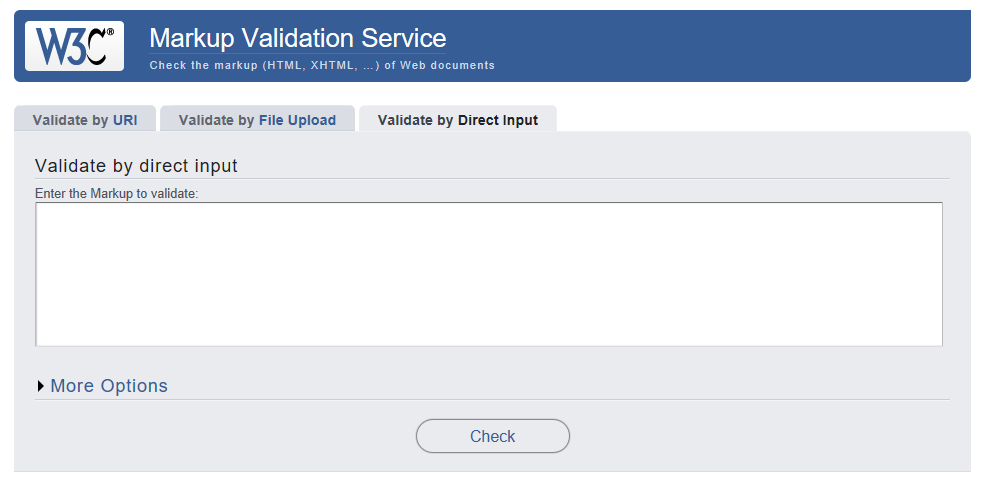 W3C®
Markup Validation Service
Check the markup (HTML, XHTML, …) of Web documents
Validate by URI
Validate by File Upload
Validate by Direct Input
Validate by direct input
Enter the Markup to validate:
More Options
Check